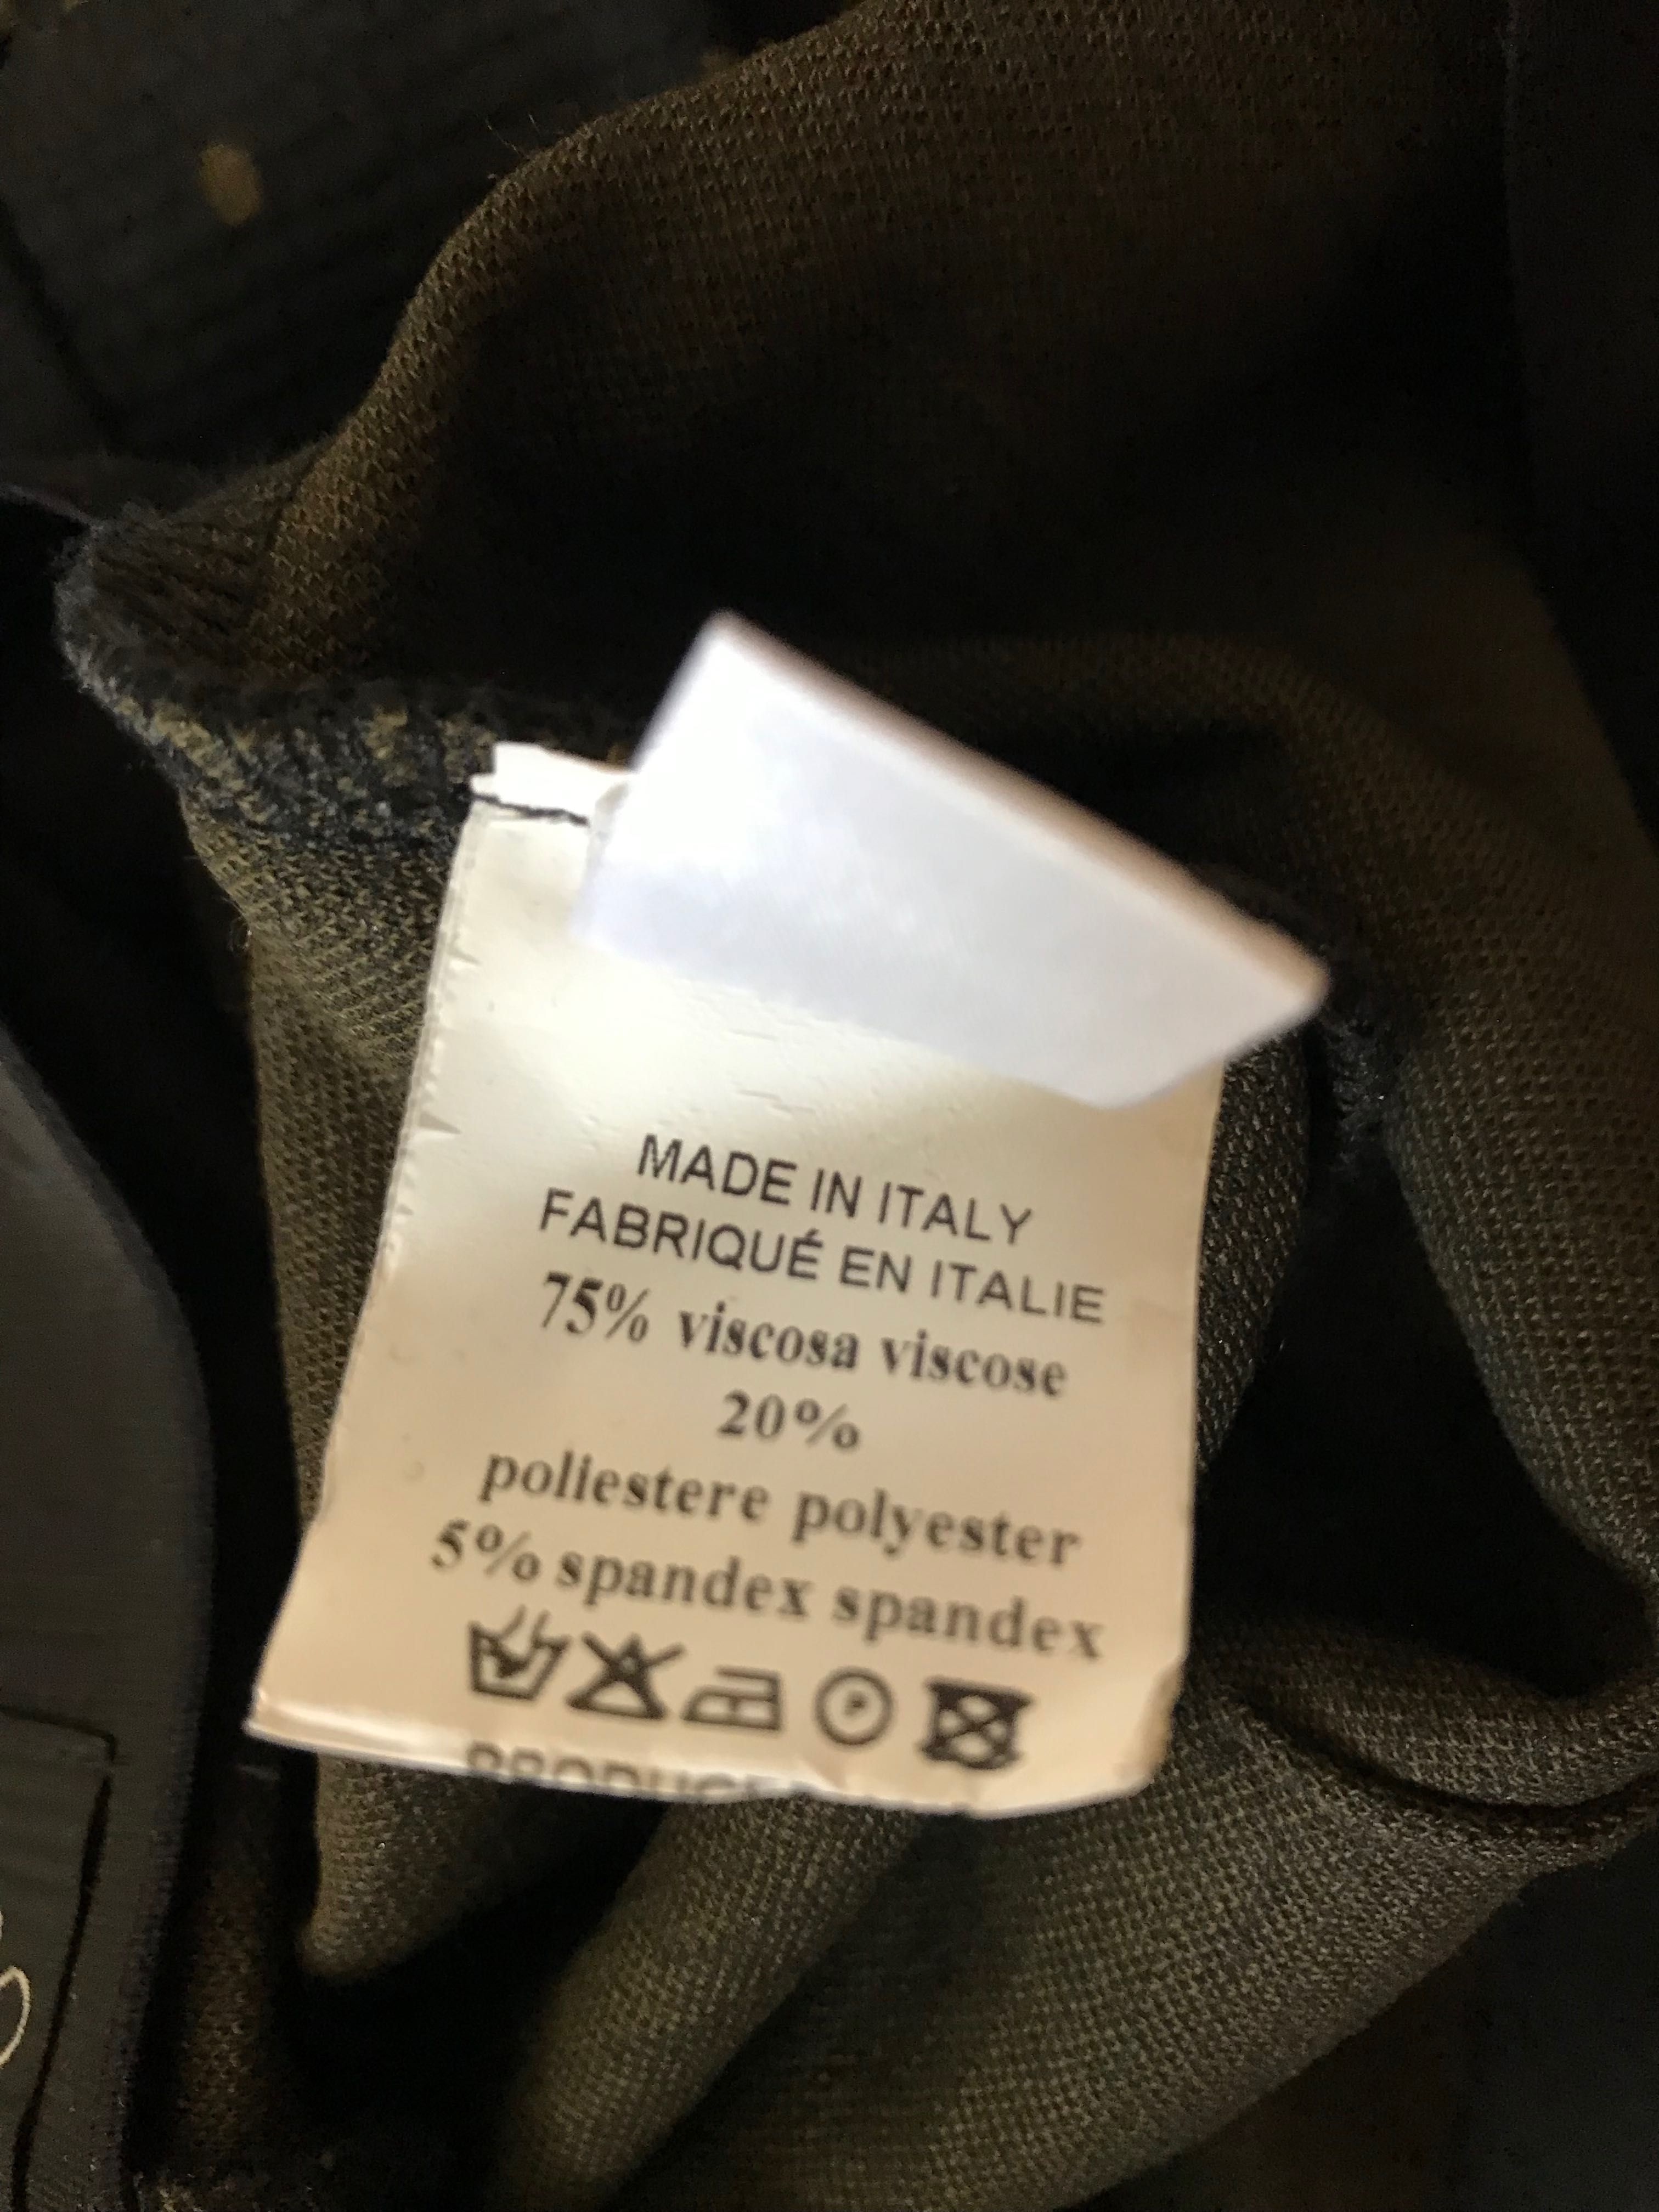 MADE IN ITALY
FABRIQUÉ EN ITALIE
75% viscosa viscose
20%
poliestere polyester
5% spandex spandex
P